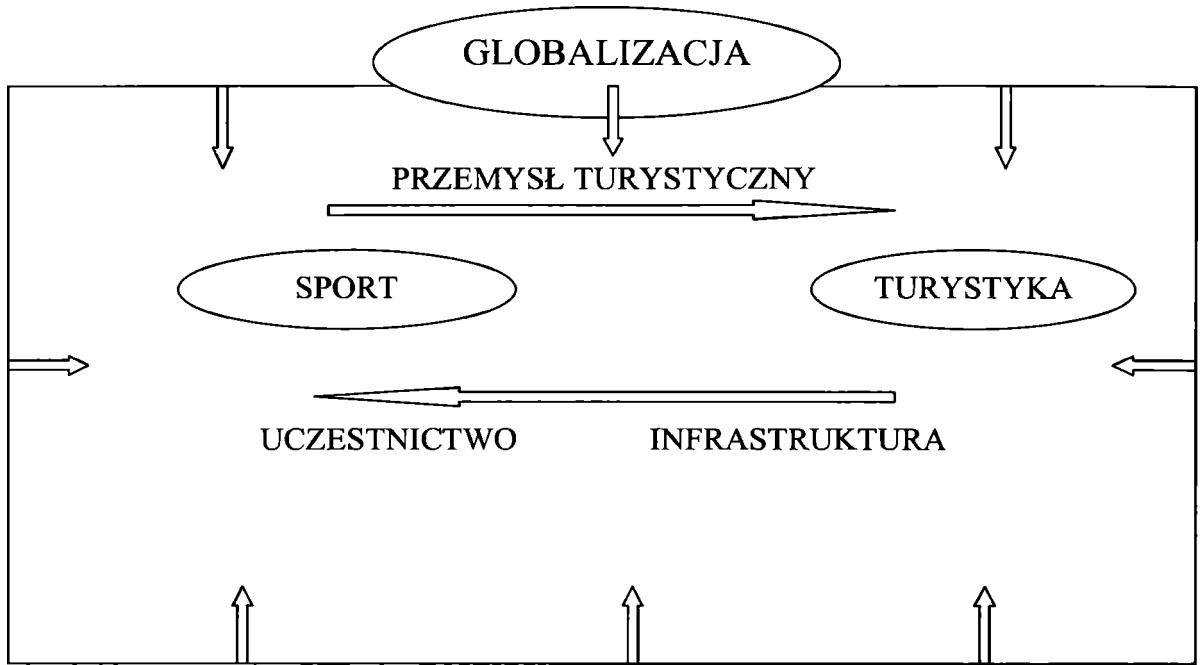 GLOBALIZACJA
PRZEMYSŁ TURYSTYCZNY
SPORT TURYSTYKA
UCZESTNICTWO INFRASTRUKTURA